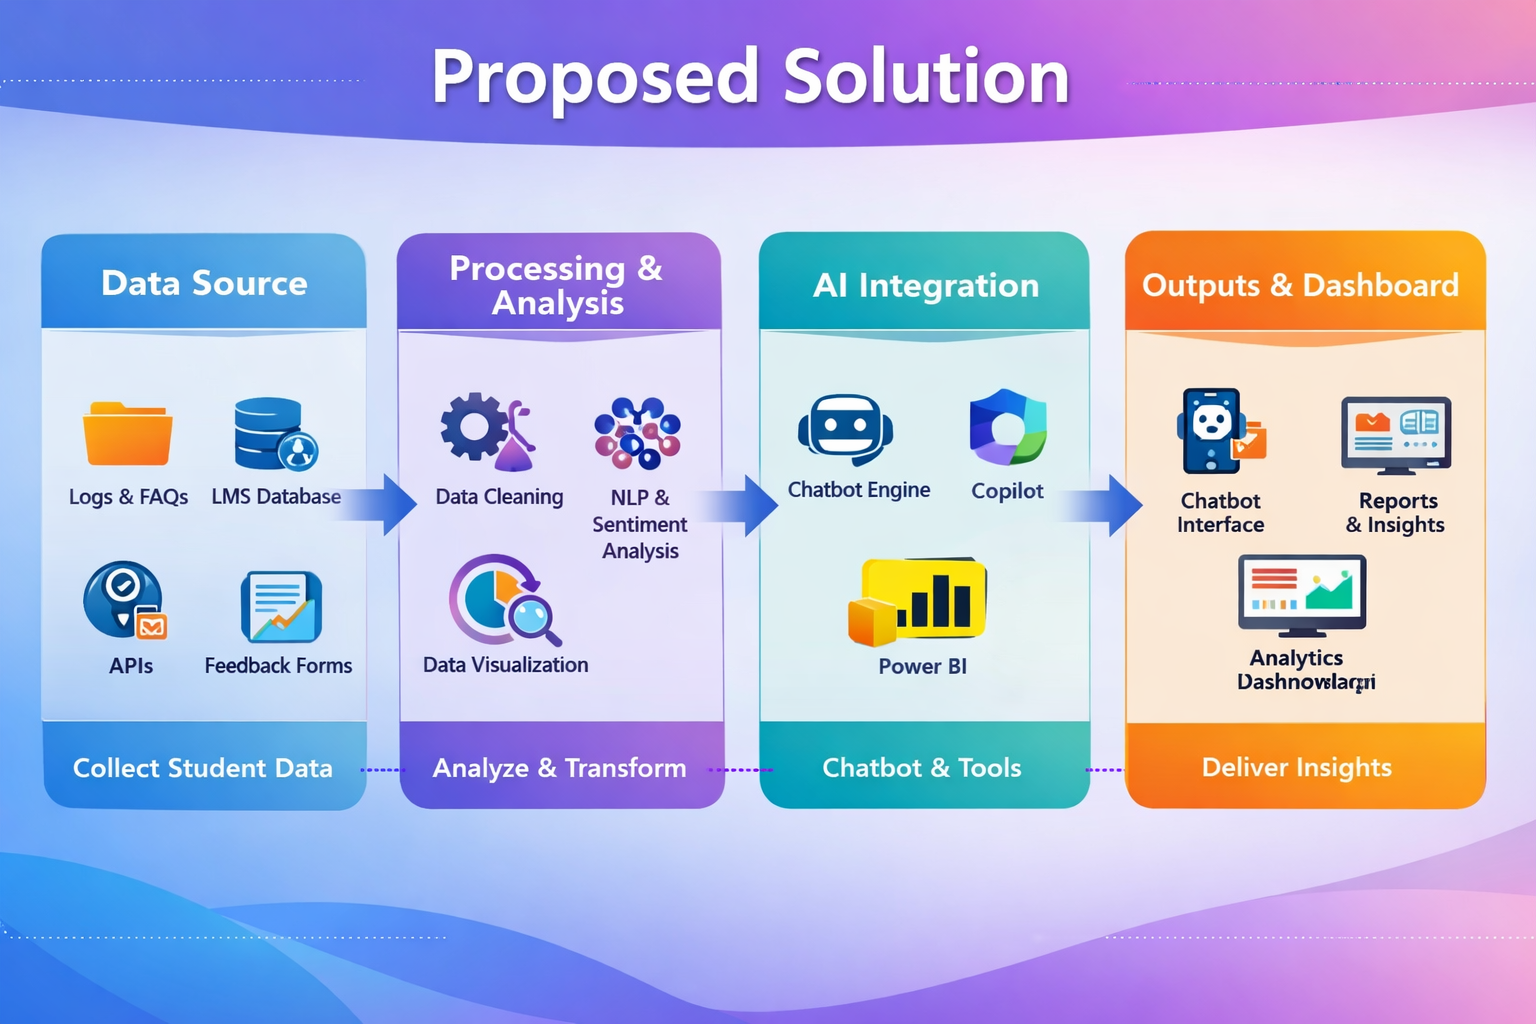 Proposed Solution
Data Source
Logs & FAQs
LMS Database
APIs
Feedback Forms
Collect Student Data
Processing &
Analysis
Data Cleaning
NLP &
Sentiment
Analysis
Data Visualization
Analyze & Transform
AI Integration
Chatbot Engine
Copilot
Power BI
Chatbot & Tools
Outputs & Dashboard
Chatbot
Interface
Reports
& Insights
Analytics
Deliver Insights